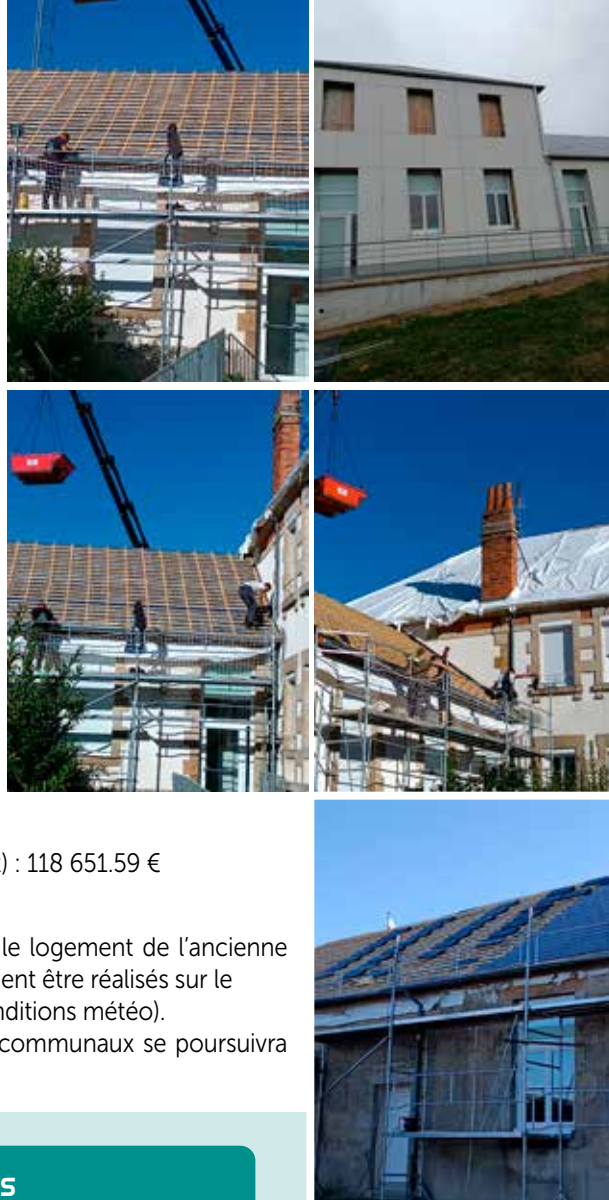 ) : 118 651.59 €
le logement de l’ancienne
ent être réalisés sur le
nditions météo).
communaux se poursuivra
s